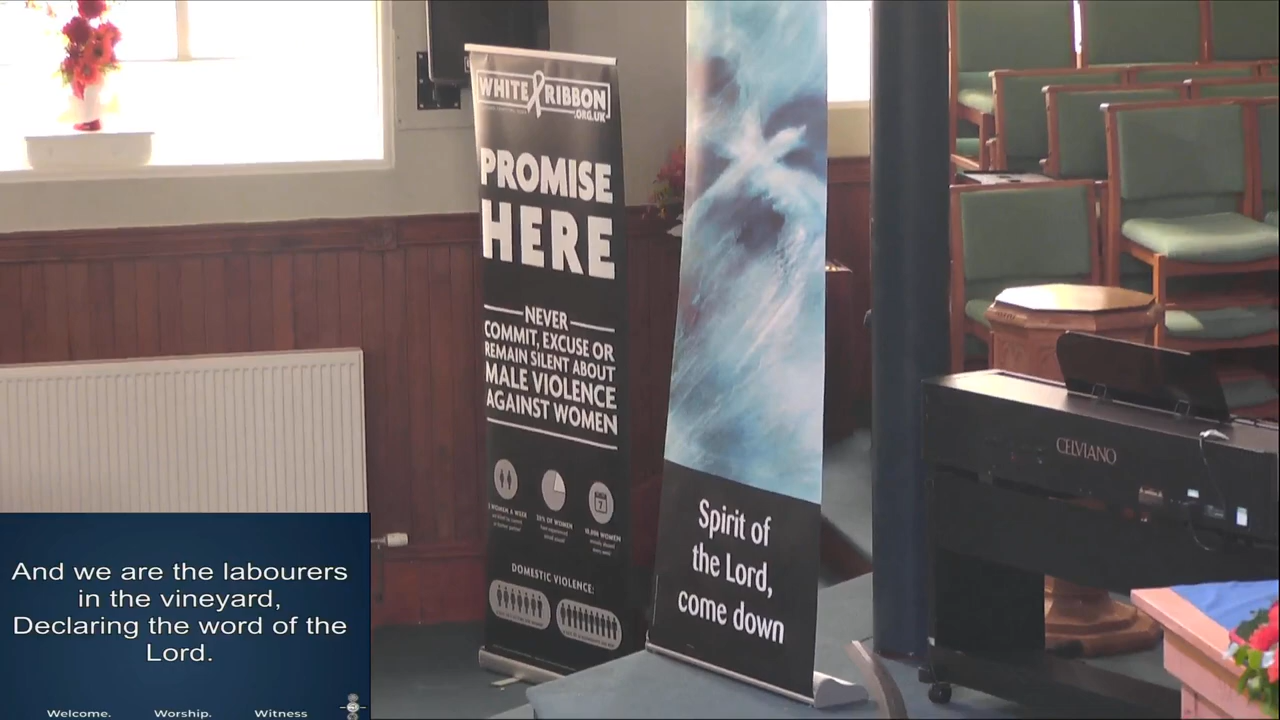 WHITE RIBBON
.ORG.UK
PROMISE
HERE
NEVER
COMMIT, EXCUSE OR
REMAIN SILENT ABOUT
MALE VIOLENCE
AGAINST WOMEN
DOMESTIC VIOLENCE:
Spirit of
the Lord,
come down
CELVIANO
And we are the labourers
in the vineyard,
Declaring the word of the
Lord.
Welcome. Worship. Witness